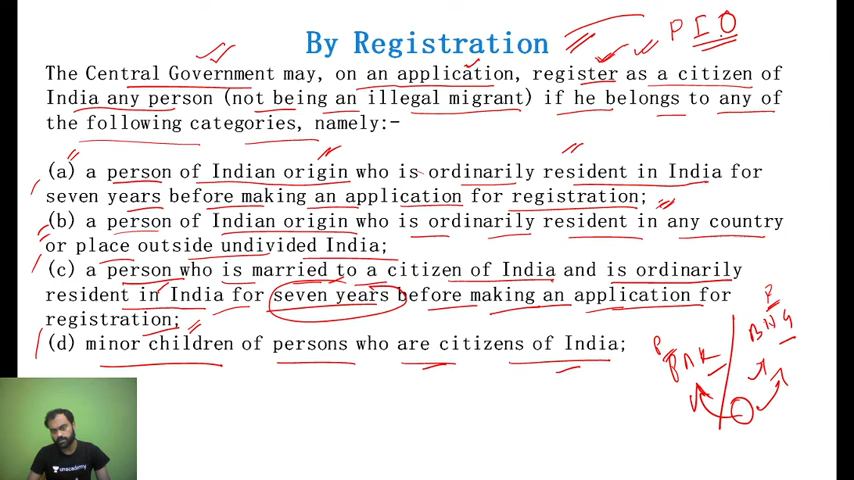 By Registration
P I O
The Central Government may, on an application, register as a citizen of
India any person (not being an illegal migrant) if he belongs to any of
the following categories, namely:-
(a) a person of Indian origin who is ordinarily resident in India for
seven years before making an application for registration;
(b) a person of Indian origin who is ordinarily resident in any country
or place outside undivided India;
(c) a person who is married to a citizen of India and is ordinarily
resident in India for seven years before making an application for
registration;
(d) minor children of persons who are citizens of India;
unacademy